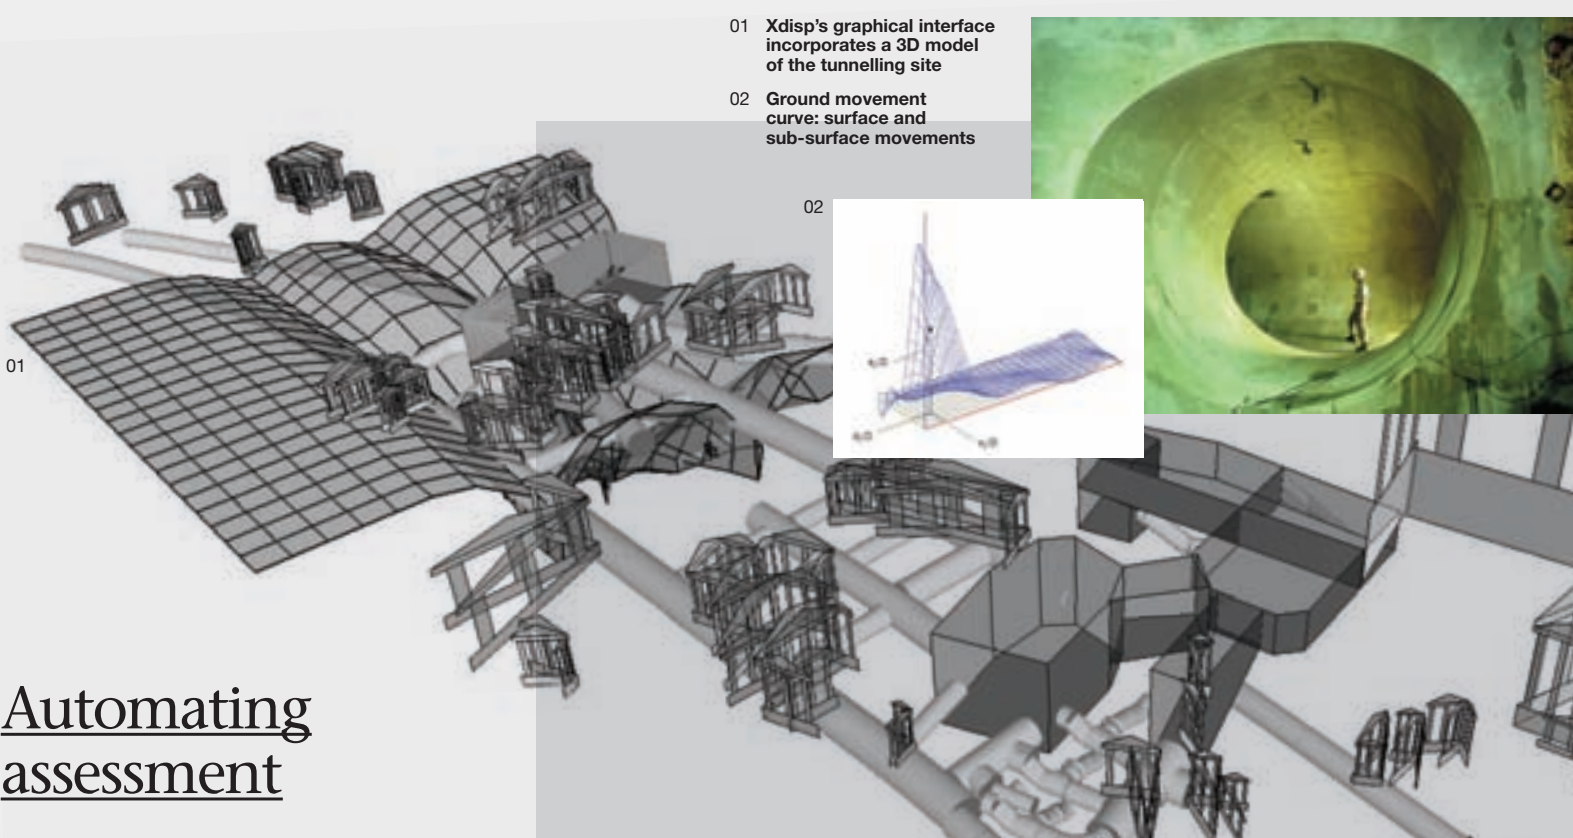 01 Xdisp’s graphical interface
incorporates a 3D model
of the tunnelling site
02 Ground movement
curve: surface and
sub-surface movements
02
01
Automating
assessment